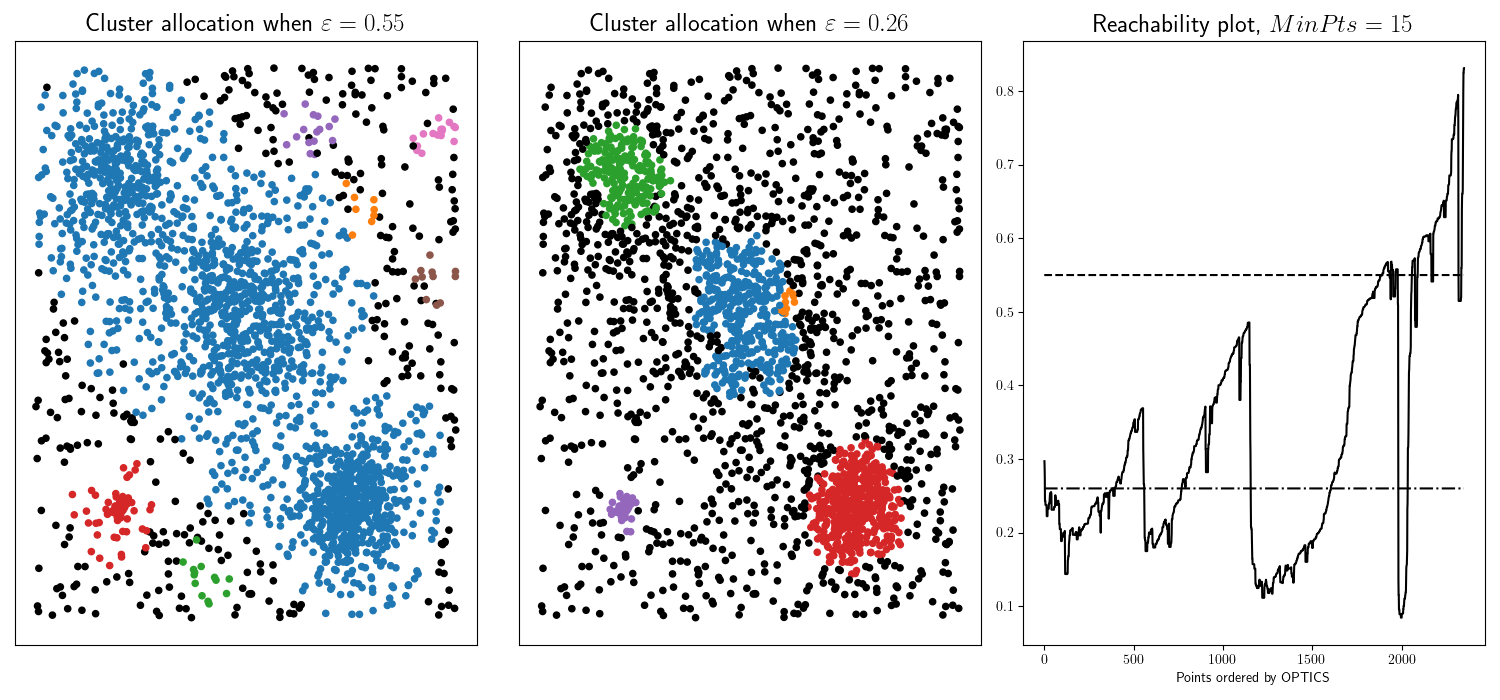 Cluster allocation when ε = 0.55
Cluster allocation when ε = 0.26
Reachability plot, MinPts = 15
0.8
0.7
0.6
0.5
0.4
0.3
0.2
0.1
0 500 1000 1500 2000
Points ordered by OPTICS